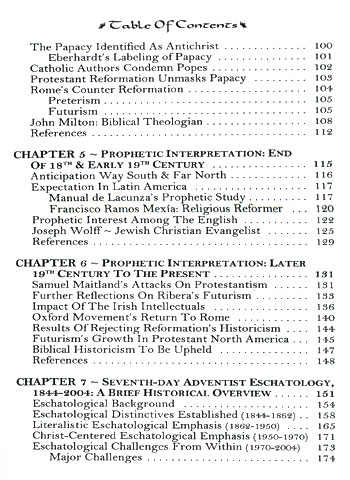 Table Of Contents
The Papacy Identified As Antichrist . . . . . . . . . . . . . 100
Eberhardt's Labeling of Papacy . . . . . . . . . . . . . 101
Catholic Authors Condemn Popes . . . . . . . . . . . . . 102
Protestant Reformation Unmasks Papacy . . . . . . 103
Rome's Counter Reformation . . . . . . . . . . . . . . . . . 104
Preterism . . . . . . . . . . . . . . . . . . . . . . . . . . . . . 105
Futurism . . . . . . . . . . . . . . . . . . . . . . . . . . . . . 105
John Milton: Biblical Theologian . . . . . . . . . . . . . . 108
References . . . . . . . . . . . . . . . . . . . . . . . . . . . . . . . 112
CHAPTER 5 ~ PROPHETIC INTERPRETATION: END
OF 18TH & EARLY 19TH CENTURY . . . . . . . . . . . . . 115
Anticipation Way South & Far North . . . . . . . . . . . 116
Expectation In Latin America . . . . . . . . . . . . . . . . 117
Manual de Lacunza's Prophetic Study . . . . . . . . 117
Francisco Ramos Mexía: Religious Reformer . . . 120
Prophetic Interest Among The English . . . . . . . . . 122
Joseph Wolff ~ Jewish Christian Evangelist . . . . . 125
References . . . . . . . . . . . . . . . . . . . . . . . . . . . . . . . 129
CHAPTER 6 ~ PROPHETIC INTERPRETATION: LATER
19TH CENTURY TO THE PRESENT . . . . . . . . . . . . . . 131
Samuel Maitland's Attacks On Protestantism . . . . . 131
Further Reflections On Ribera's Futurism . . . . . . . 133
Impact Of The Irish Intellectuals . . . . . . . . . . . . . . 136
Oxford Movement's Return To Rome . . . . . . . . . . . 140
Results Of Rejecting Reformation's Historicism . . . . 144
Futurism's Growth In Protestant North America . . . 145
Biblical Historicism To Be Upheld . . . . . . . . . . . . . 147
References . . . . . . . . . . . . . . . . . . . . . . . . . . . . . . . 148
CHAPTER 7 ~ SEVENTH-DAY ADVENTIST ESCHATOLOGY,
1844-2004: A BRIEF HISTORICAL OVERVIEW . . . . . . 151
Eschatological Background . . . . . . . . . . . . . . . . . . 154
Eschatological Distinctives Established (1844-1862) . . 158
Literalistic Eschatological Emphasis (1862-1950) . . . . 165
Christ-Centered Eschatological Emphasis (1950-1970) 171
Eschatological Challenges From Within (1970-2004) 173
Major Challenges . . . . . . . . . . . . . . . . . . . . . . . 174